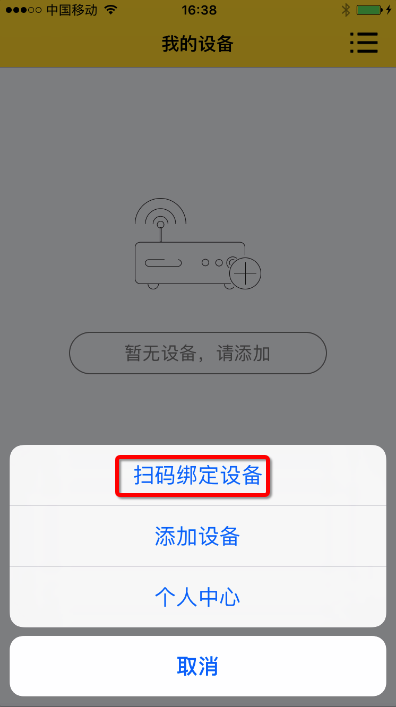 中国移动 16:38
我的设备
暂无设备，请添加
扫码绑定设备
添加设备
个人中心
取消